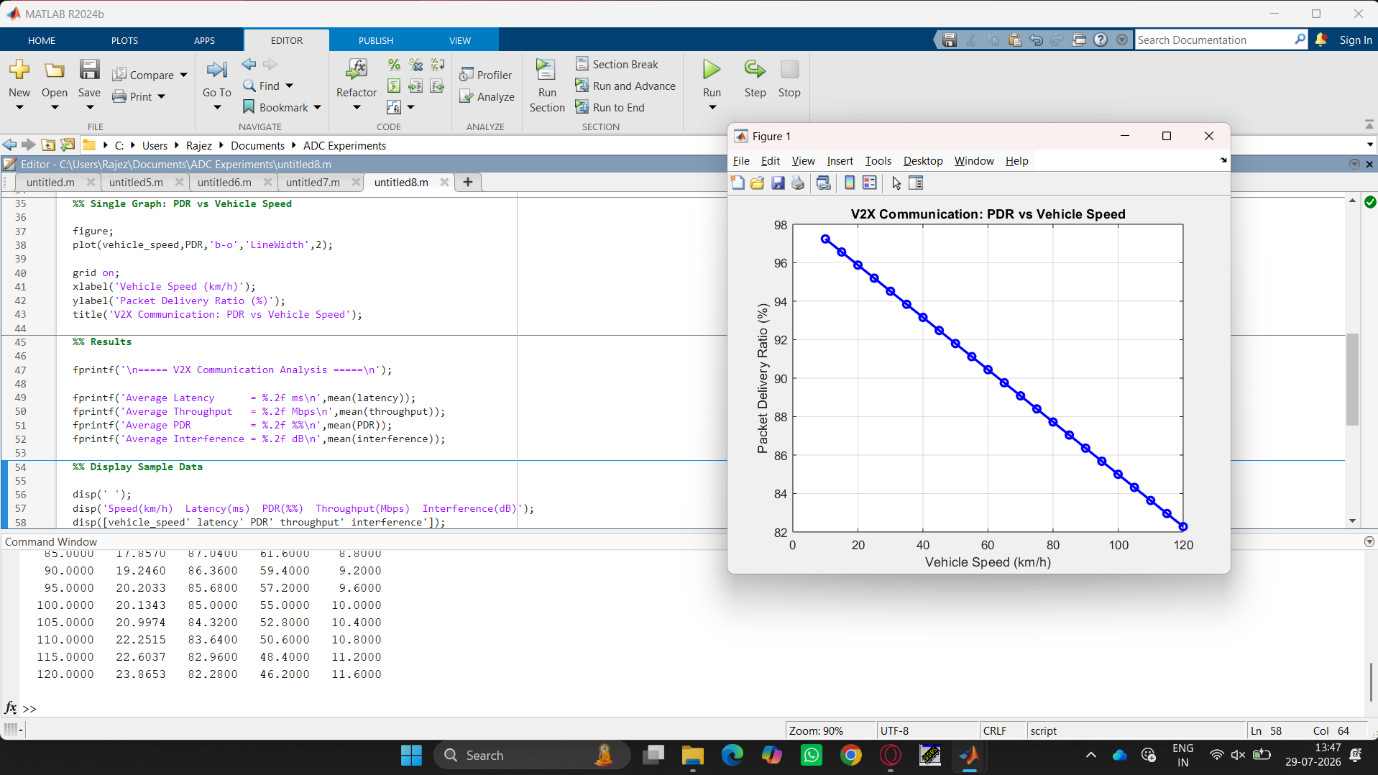 MATLAB R2024b
HOME PLOTS APPS EDITOR PUBLISH VIEW Search Documentation Sign In
New Open Save Compare Print Go To Find Bookmark Refactor Profiler Analyze Run Section Section Break Run and Advance Run to End Run Step Stop
FILE NAVIGATE CODE ANALYZE SECTION
C: Users Rajez Documents ADC Experiments
Editor - C:\Users\Rajez\Documents\ADC Experiments\untitled8.m
untitled.m untitled5.m untitled6.m untitled7.m untitled8.m
35 %% Single Graph: PDR vs Vehicle Speed
36
37 figure;
38 plot(vehicle_speed,PDR,'b-o','LineWidth',2);
39
40 grid on;
41 xlabel('Vehicle Speed (km/h)');
42 ylabel('Packet Delivery Ratio (%)');
43 title('V2X Communication: PDR vs Vehicle Speed');
44
45 %% Results
46
47 fprintf('\n===== V2X Communication Analysis =====\n');
48
49 fprintf('Average Latency      = %.2f ms\n',mean(latency));
50 fprintf('Average Throughput   = %.2f Mbps\n',mean(throughput));
51 fprintf('Average PDR          = %.2f %%\n',mean(PDR));
52 fprintf('Average Interference = %.2f dB\n',mean(interference));
53
54 %% Display Sample Data
55
56 disp(' ');
57 disp('Speed(km/h)  Latency(ms)  PDR(%%)  Throughput(Mbps)  Interference(dB)');
58 disp([vehicle_speed' latency' PDR' throughput' interference']);
Figure 1
File Edit View Insert Tools Desktop Window Help
V2X Communication: PDR vs Vehicle Speed
98
96
94
92
90
88
86
84
82
Packet Delivery Ratio (%)
0 20 40 60 80 100 120
Vehicle Speed (km/h)
Command Window
85.0000 17.8570 87.0400 61.6000 8.8000
90.0000 19.2460 86.3600 59.4000 9.2000
95.0000 20.2033 85.6800 57.2000 9.6000
100.0000 20.1343 85.0000 55.0000 10.0000
105.0000 20.9974 84.3200 52.8000 10.4000
110.0000 22.2515 83.6400 50.6000 10.8000
115.0000 22.6037 82.9600 48.4000 11.2000
120.0000 23.8653 82.2800 46.2000 11.6000
fx >>
Zoom: 90% UTF-8 CRLF script Ln 58 Col 64
Search ENG IN 13:47 29-07-2026